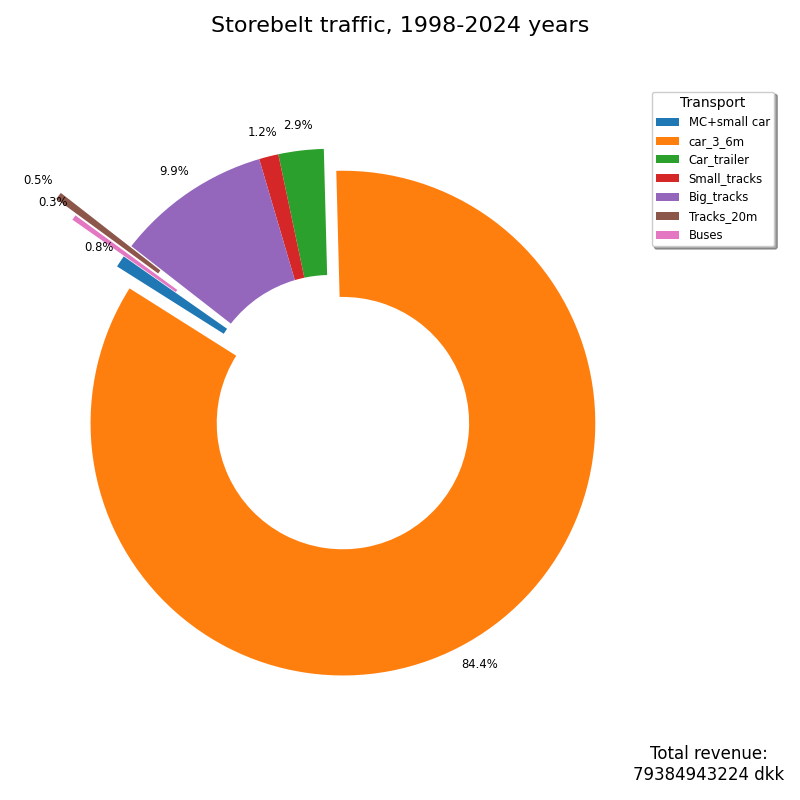 Storebelt traffic, 1998-2024 years
Transport
MC+small car
car_3_6m
Car_trailer
Small_tracks
Big_tracks
Tracks_20m
Buses
2.9%
1.2%
9.9%
0.5%
0.3%
0.8%
84.4%
Total revenue:
79384943224 dkk